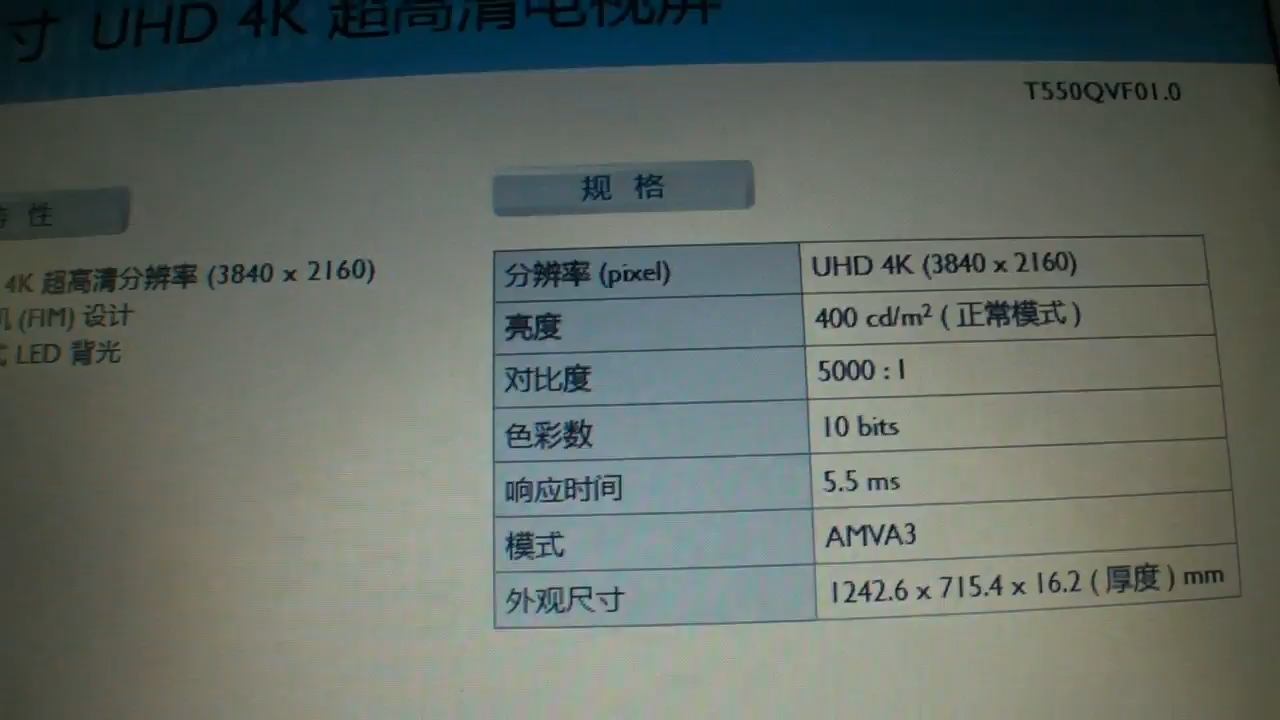 寸 UHD 4K 超高清电视屏
T550QVF01.0
性
规 格
4K 超高清分辨率 (3840 x 2160)
(FIM) 设计
LED 背光
分辨率 (pixel) UHD 4K (3840 x 2160)
亮度 400 cd/m² ( 正常模式 )
对比度 5000 : 1
色彩数 10 bits
响应时间 5.5 ms
模式 AMVA3
外观尺寸 1242.6 x 715.4 x 16.2 ( 厚度 ) mm